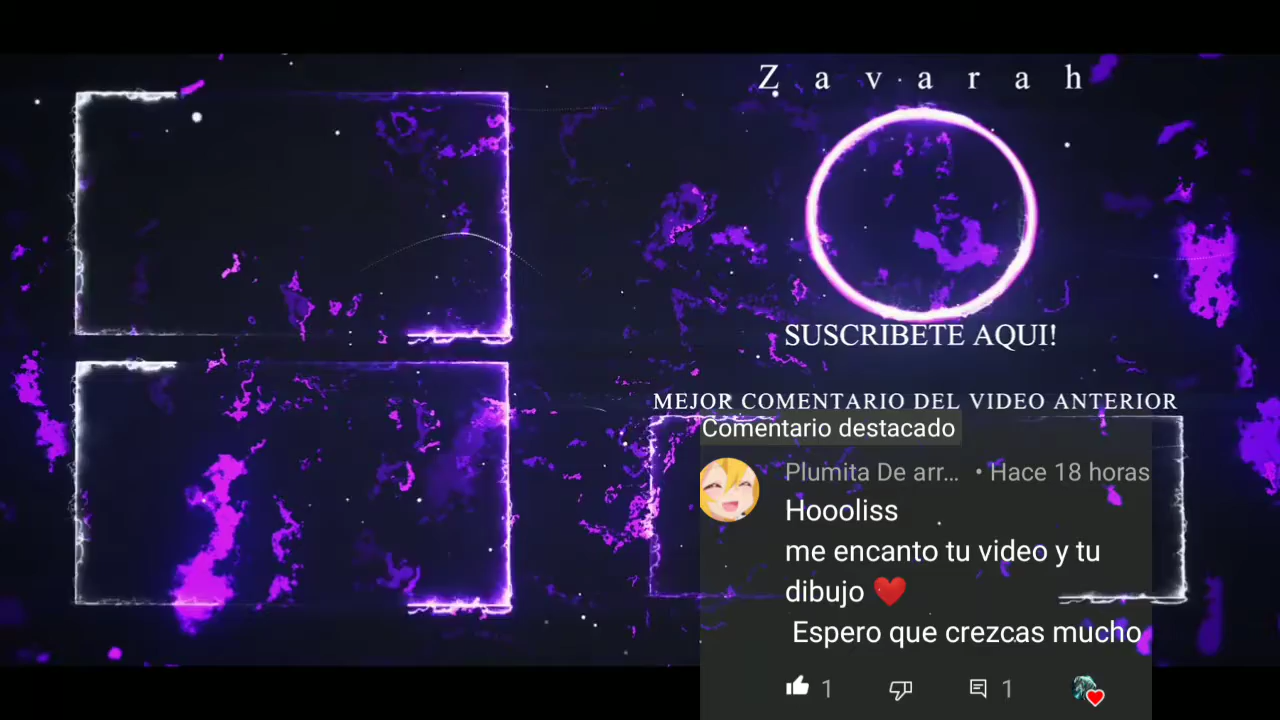 Zavarah
SUSCRIBETE AQUI!
MEJOR COMENTARIO DEL VIDEO ANTERIOR
Comentario destacado
Plumita De arr... • Hace 18 horas
Hoooliss
me encanto tu video y tu
dibujo ❤️
Espero que crezcas mucho
1
1